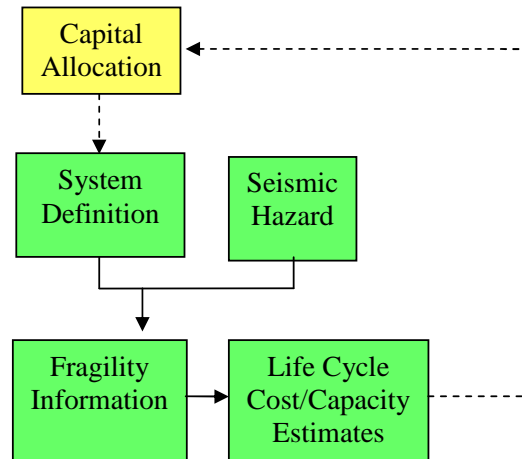 Capital
Allocation
System
Definition
Seismic
Hazard
Fragility
Information
Life Cycle
Cost/Capacity
Estimates